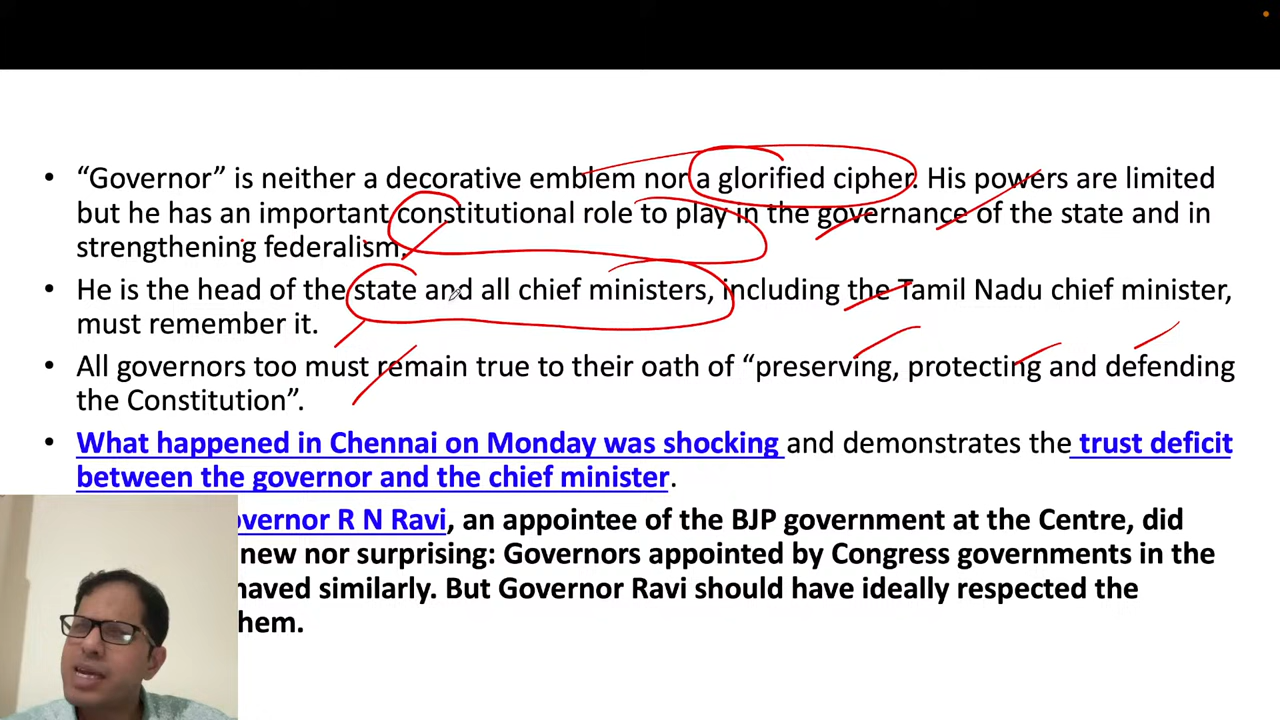 • “Governor” is neither a decorative emblem nor a glorified cipher. His powers are limited
but he has an important constitutional role to play in the governance of the state and in
strengthening federalism.
• He is the head of the state and all chief ministers, including the Tamil Nadu chief minister,
must remember it.
• All governors too must remain true to their oath of “preserving, protecting and defending
the Constitution”.
• What happened in Chennai on Monday was shocking and demonstrates the trust deficit
between the governor and the chief minister.
overnor R N Ravi, an appointee of the BJP government at the Centre, did
new nor surprising: Governors appointed by Congress governments in the
haved similarly. But Governor Ravi should have ideally respected the
hem.